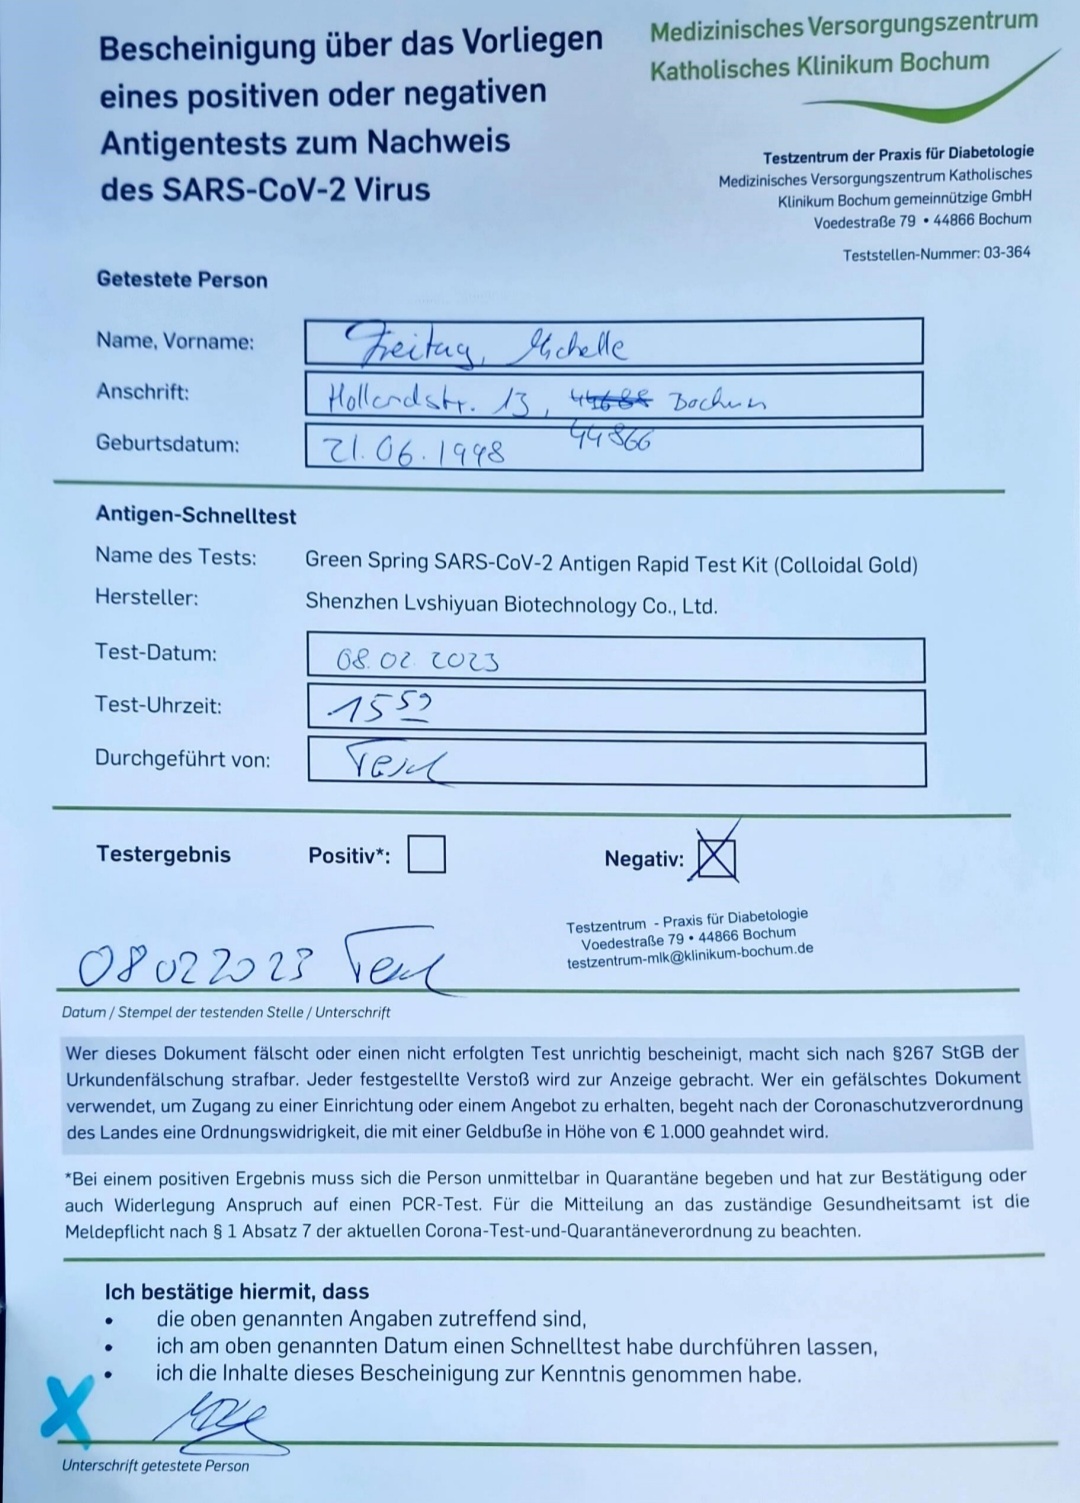 Bescheinigung über das Vorliegen
eines positiven oder negativen
Antigentests zum Nachweis
des SARS-CoV-2 Virus
Medizinisches Versorgungszentrum
Katholisches Klinikum Bochum
Testzentrum der Praxis für Diabetologie
Medizinisches Versorgungszentrum Katholisches
Klinikum Bochum gemeinnützige GmbH
Voedestraße 79 • 44866 Bochum
Teststellen-Nummer: 03-364
Getestete Person
Name, Vorname: Freitag, Michelle
Anschrift: Hollandstr. 13, Bochum
44866
Geburtsdatum: 21.06.1998
Antigen-Schnelltest
Name des Tests: Green Spring SARS-CoV-2 Antigen Rapid Test Kit (Colloidal Gold)
Hersteller: Shenzhen Lvshiyuan Biotechnology Co., Ltd.
Test-Datum: 08.02.2023
Test-Uhrzeit:
Durchgeführt von:
Testergebnis Positiv*: Negativ:
Testzentrum - Praxis für Diabetologie
Voedestraße 79 • 44866 Bochum
testzentrum-mlk@klinikum-bochum.de
08022023
Datum / Stempel der testenden Stelle / Unterschrift
Wer dieses Dokument fälscht oder einen nicht erfolgten Test unrichtig bescheinigt, macht sich nach §267 StGB der
Urkundenfälschung strafbar. Jeder festgestellte Verstoß wird zur Anzeige gebracht. Wer ein gefälschtes Dokument
verwendet, um Zugang zu einer Einrichtung oder einem Angebot zu erhalten, begeht nach der Coronaschutzverordnung
des Landes eine Ordnungswidrigkeit, die mit einer Geldbuße in Höhe von € 1.000 geahndet wird.
*Bei einem positiven Ergebnis muss sich die Person unmittelbar in Quarantäne begeben und hat zur Bestätigung oder
auch Widerlegung Anspruch auf einen PCR-Test. Für die Mitteilung an das zuständige Gesundheitsamt ist die
Meldepflicht nach § 1 Absatz 7 der aktuellen Corona-Test-und-Quarantäneverordnung zu beachten.
Ich bestätige hiermit, dass
• die oben genannten Angaben zutreffend sind,
• ich am oben genannten Datum einen Schnelltest habe durchführen lassen,
• ich die Inhalte dieses Bescheinigung zur Kenntnis genommen habe.
Unterschrift getestete Person